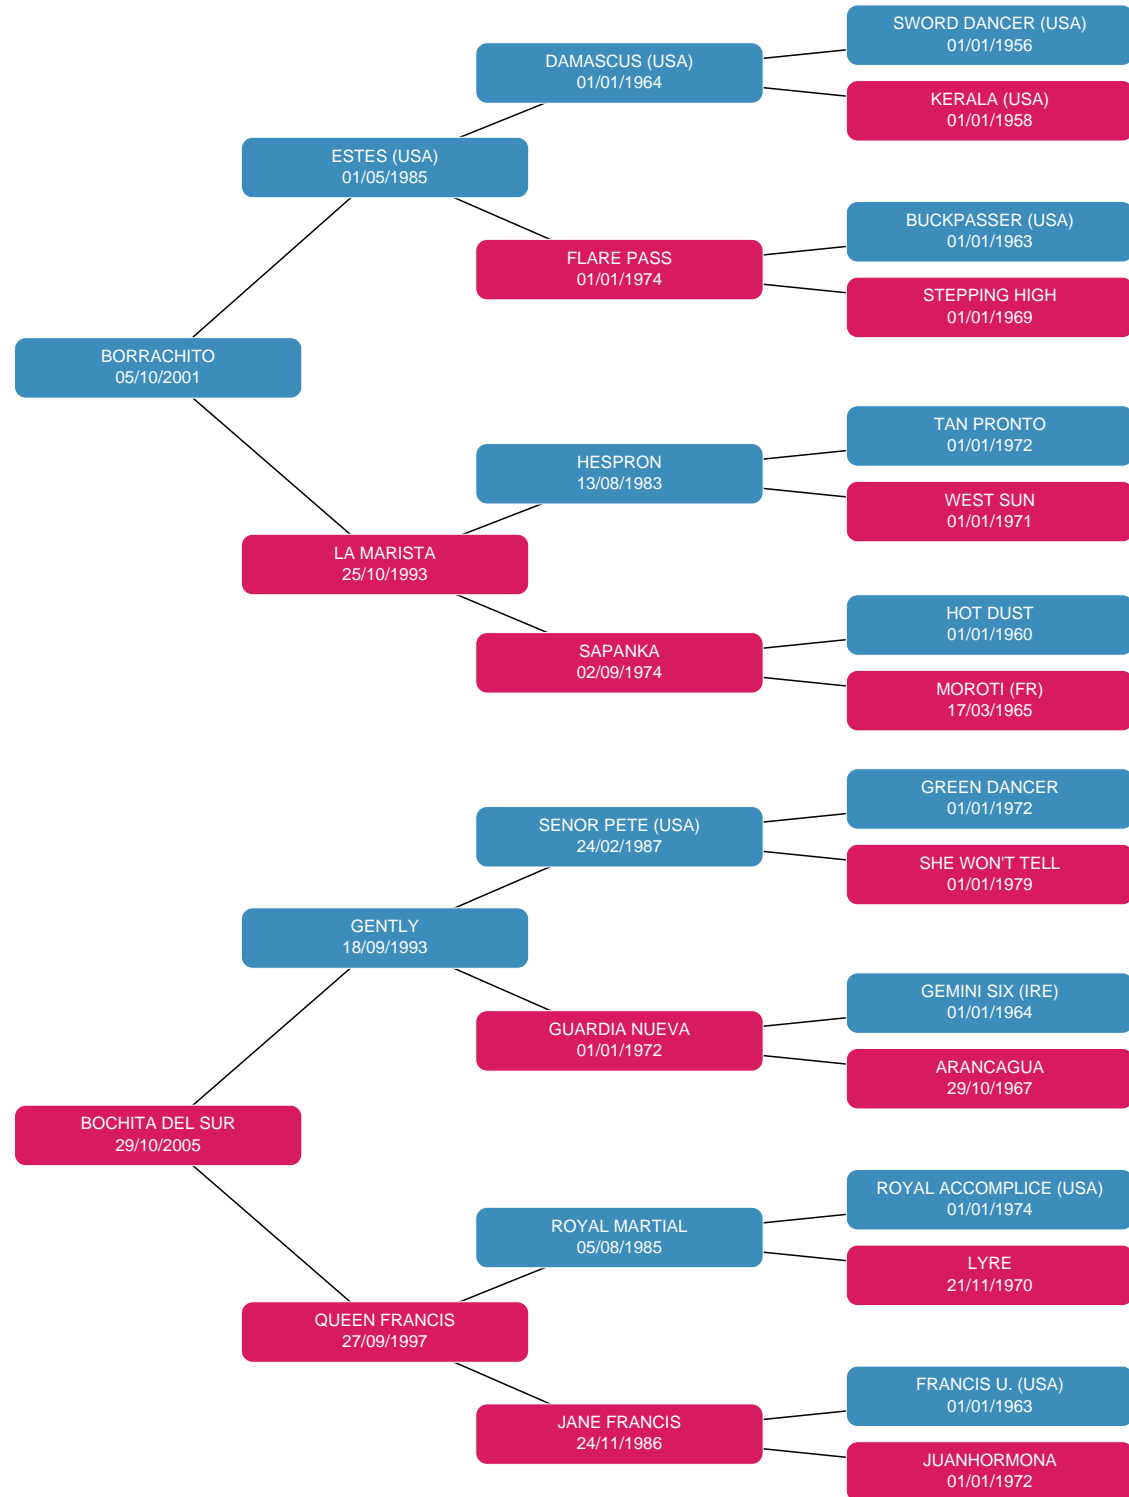 SWORD DANCER (USA)
01/01/1956
DAMASCUS (USA)
01/01/1964
KERALA (USA)
01/01/1958
ESTES (USA)
01/05/1985
BUCKPASSER (USA)
01/01/1963
FLARE PASS
01/01/1974
STEPPING HIGH
01/01/1969
BORRACHITO
05/10/2001
TAN PRONTO
01/01/1972
HESPRON
13/08/1983
WEST SUN
01/01/1971
LA MARISTA
25/10/1993
HOT DUST
01/01/1960
SAPANKA
02/09/1974
MOROTI (FR)
17/03/1965
GREEN DANCER
01/01/1972
SENOR PETE (USA)
24/02/1987
SHE WON'T TELL
01/01/1979
GENTLY
18/09/1993
GEMINI SIX (IRE)
01/01/1964
GUARDIA NUEVA
01/01/1972
ARANCAGUA
29/10/1967
BOCHITA DEL SUR
29/10/2005
ROYAL ACCOMPLICE (USA)
01/01/1974
ROYAL MARTIAL
05/08/1985
LYRE
21/11/1970
QUEEN FRANCIS
27/09/1997
FRANCIS U. (USA)
01/01/1963
JANE FRANCIS
24/11/1986
JUANHORMONA
01/01/1972